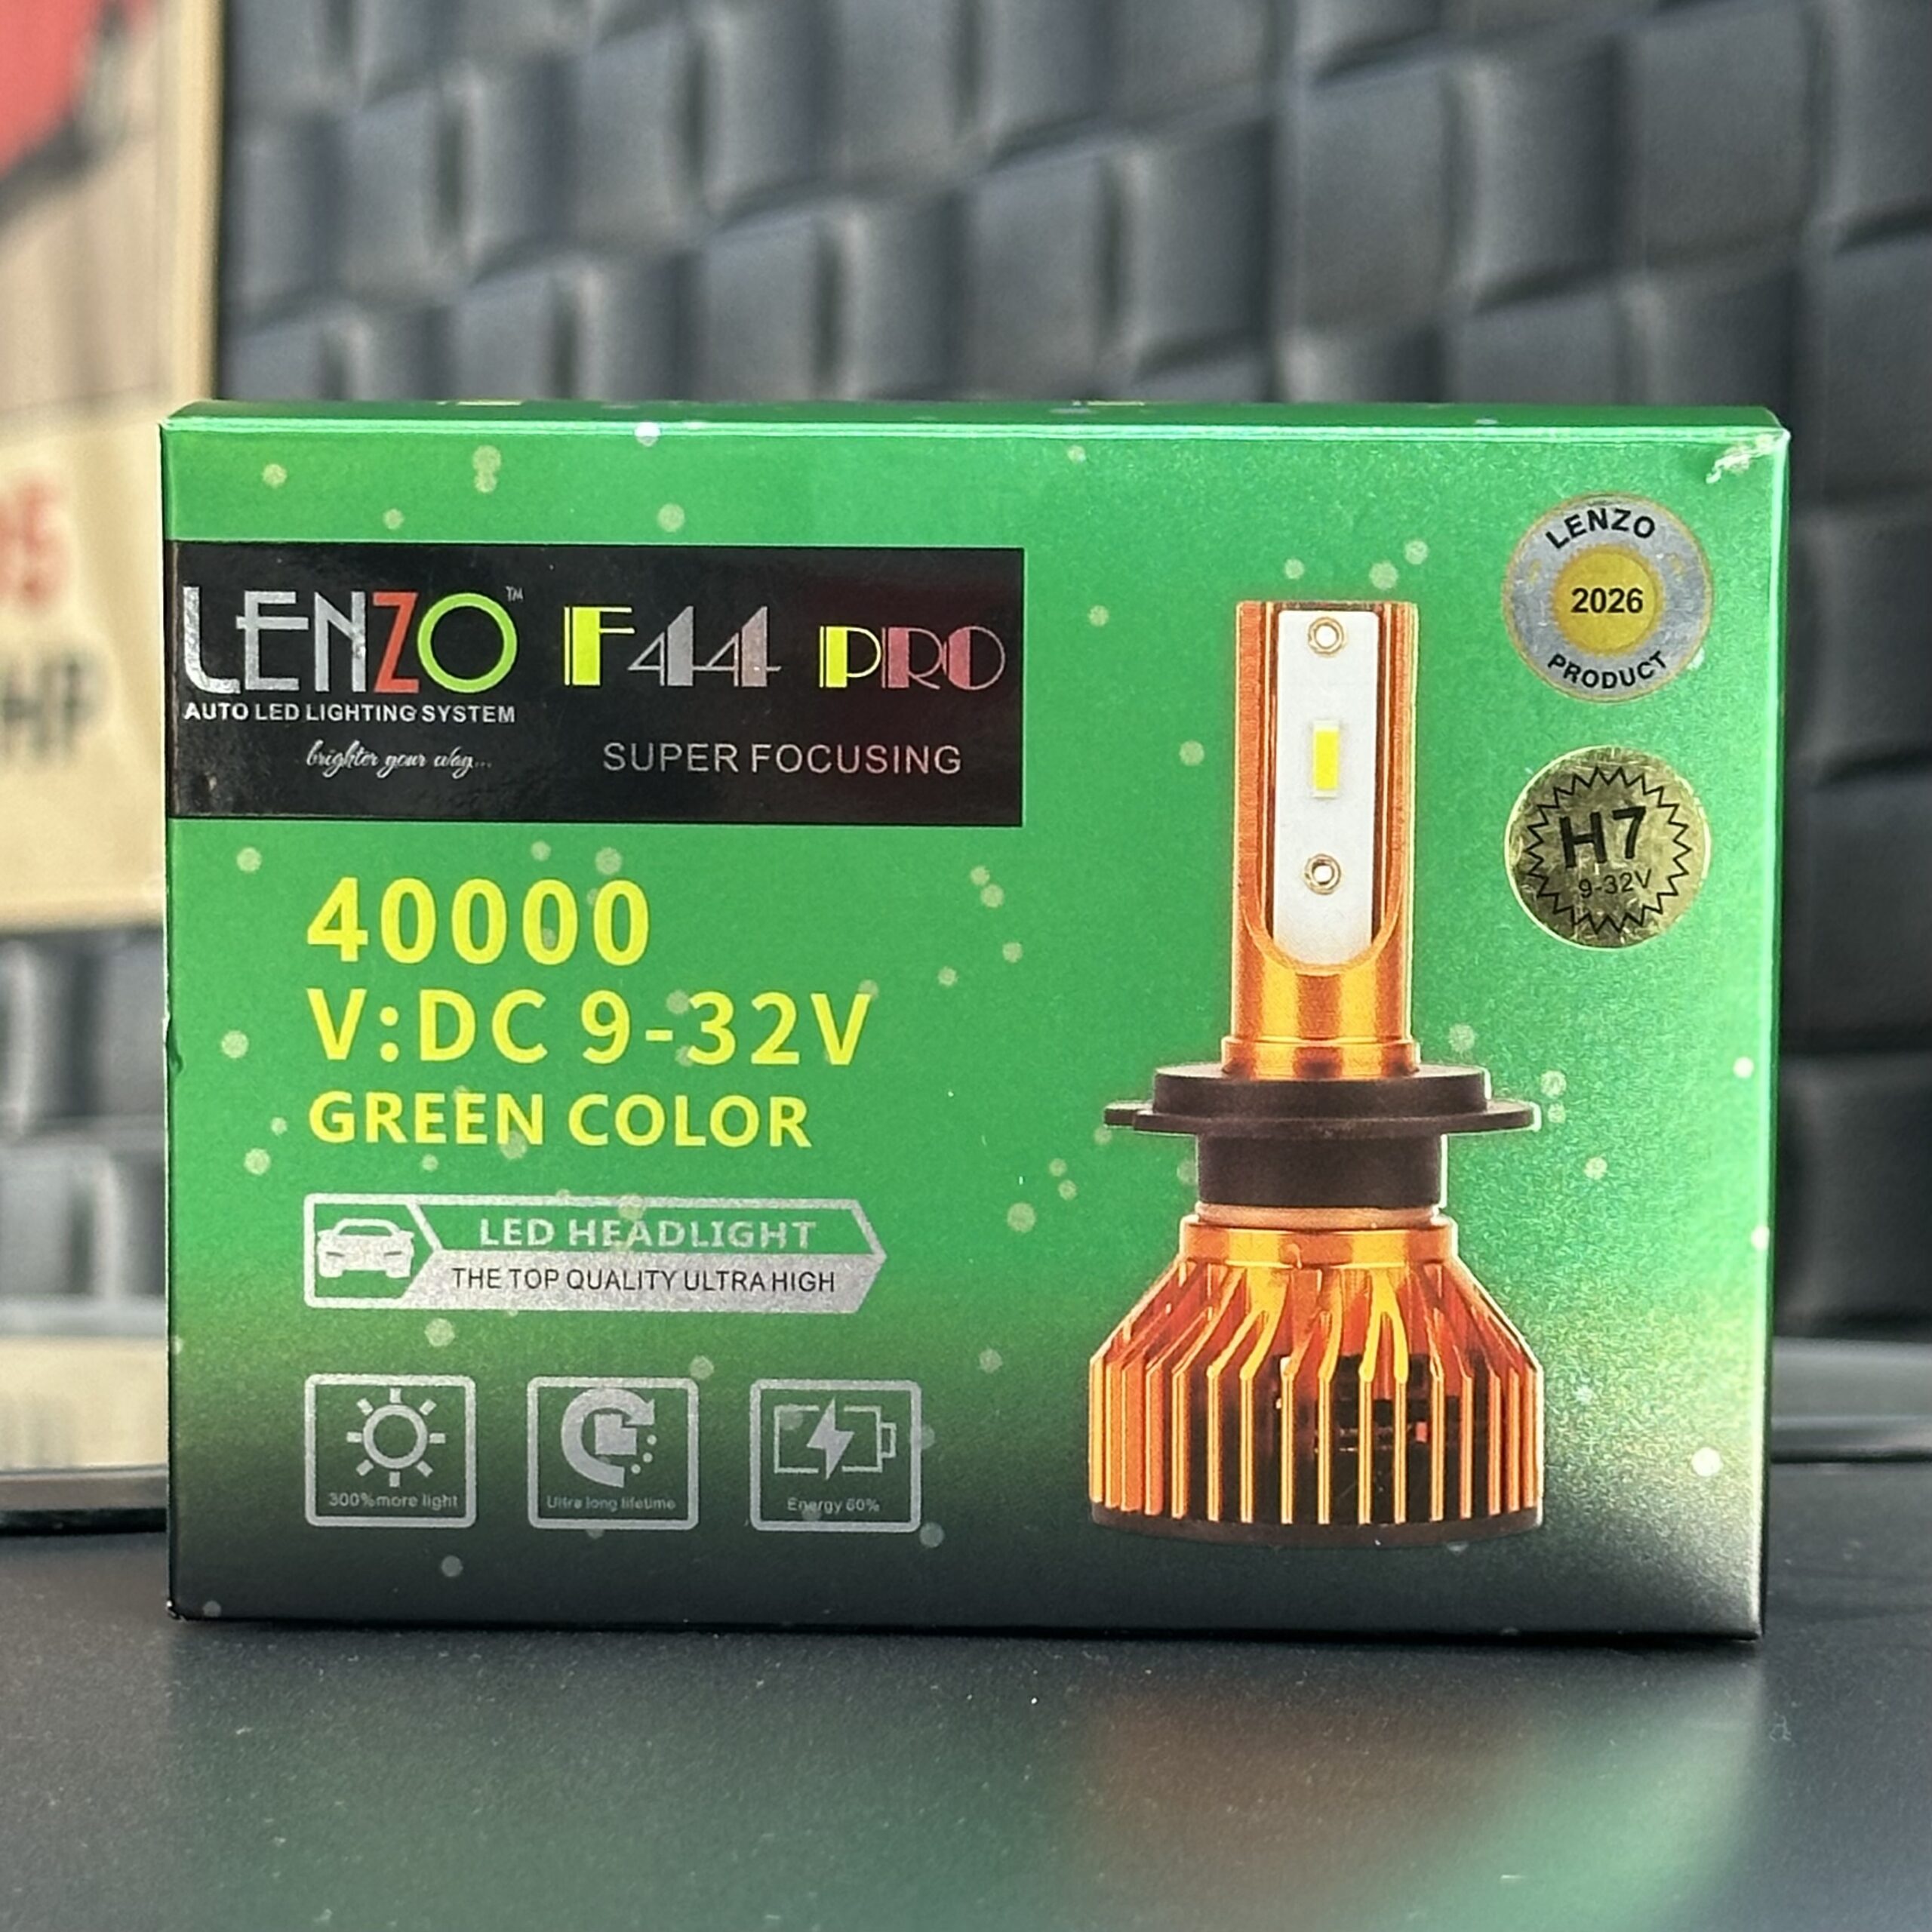 LENZO™
AUTO LED LIGHTING SYSTEM
brighter your way...
F44 PRO
SUPER FOCUSING
LENZO
2026
PRODUCT
H7
9-32V
40000
V:DC 9-32V
GREEN COLOR
LED HEADLIGHT
THE TOP QUALITY ULTRA HIGH
300%more light
Ultra long lifetime
Energy 60%